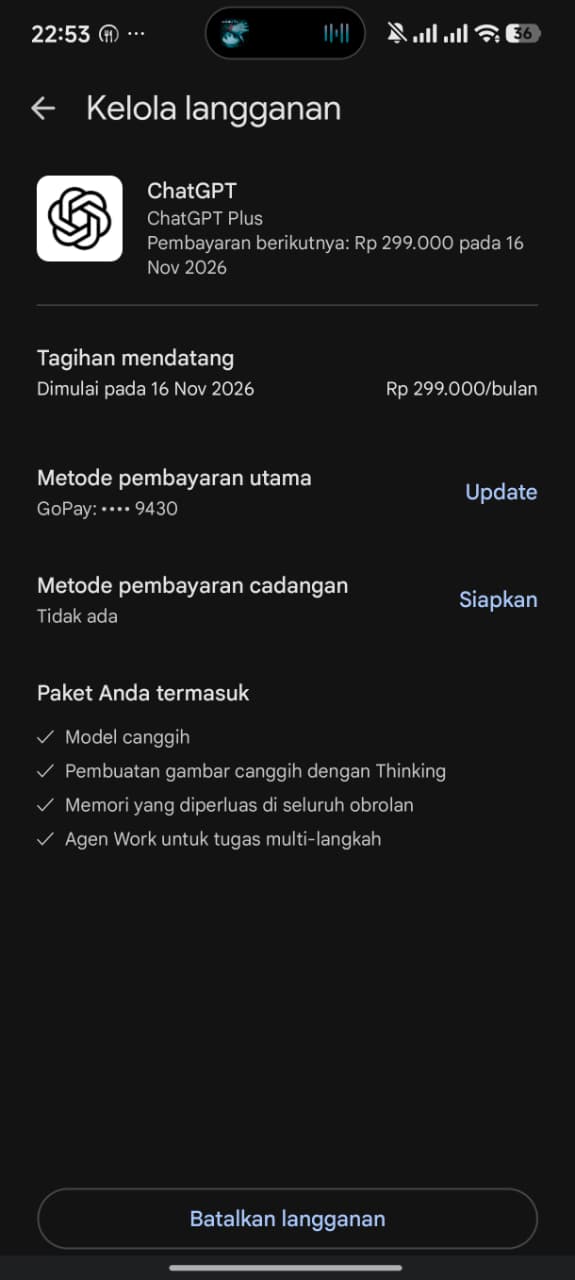 22:53
36
Kelola langganan
ChatGPT
ChatGPT Plus
Pembayaran berikutnya: Rp 299.000 pada 16
Nov 2026
Tagihan mendatang
Dimulai pada 16 Nov 2026 Rp 299.000/bulan
Metode pembayaran utama
Update
GoPay: •••• 9430
Metode pembayaran cadangan
Siapkan
Tidak ada
Paket Anda termasuk
Model canggih
Pembuatan gambar canggih dengan Thinking
Memori yang diperluas di seluruh obrolan
Agen Work untuk tugas multi-langkah
Batalkan langganan